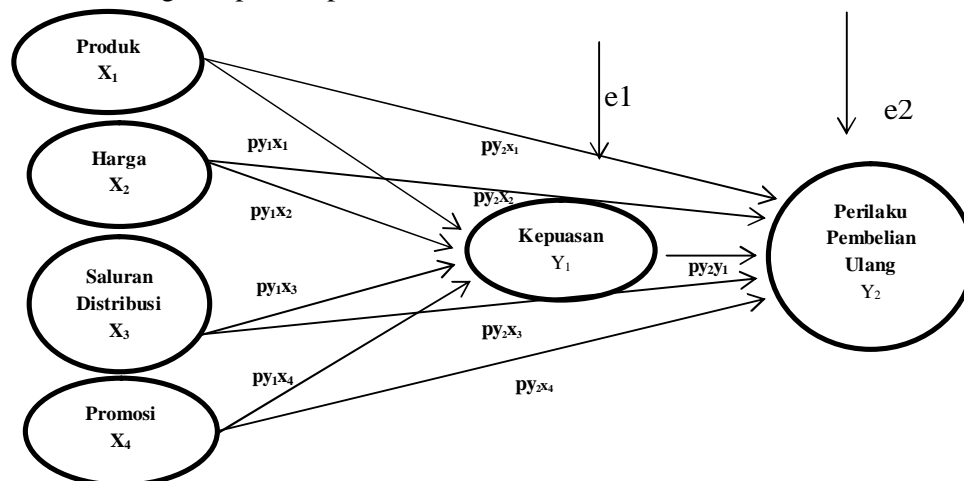 Produk
X₁
Harga
X₂
Saluran
Distribusi
X₃
Promosi
X₄
py₁x₁
py₁x₂
py₁x₃
py₁x₄
e1
e2
py₂x₁
py₂x₂
Kepuasan
Y₁
py₂y₁
py₂x₃
py₂x₄
Perilaku
Pembelian
Ulang
Y₂